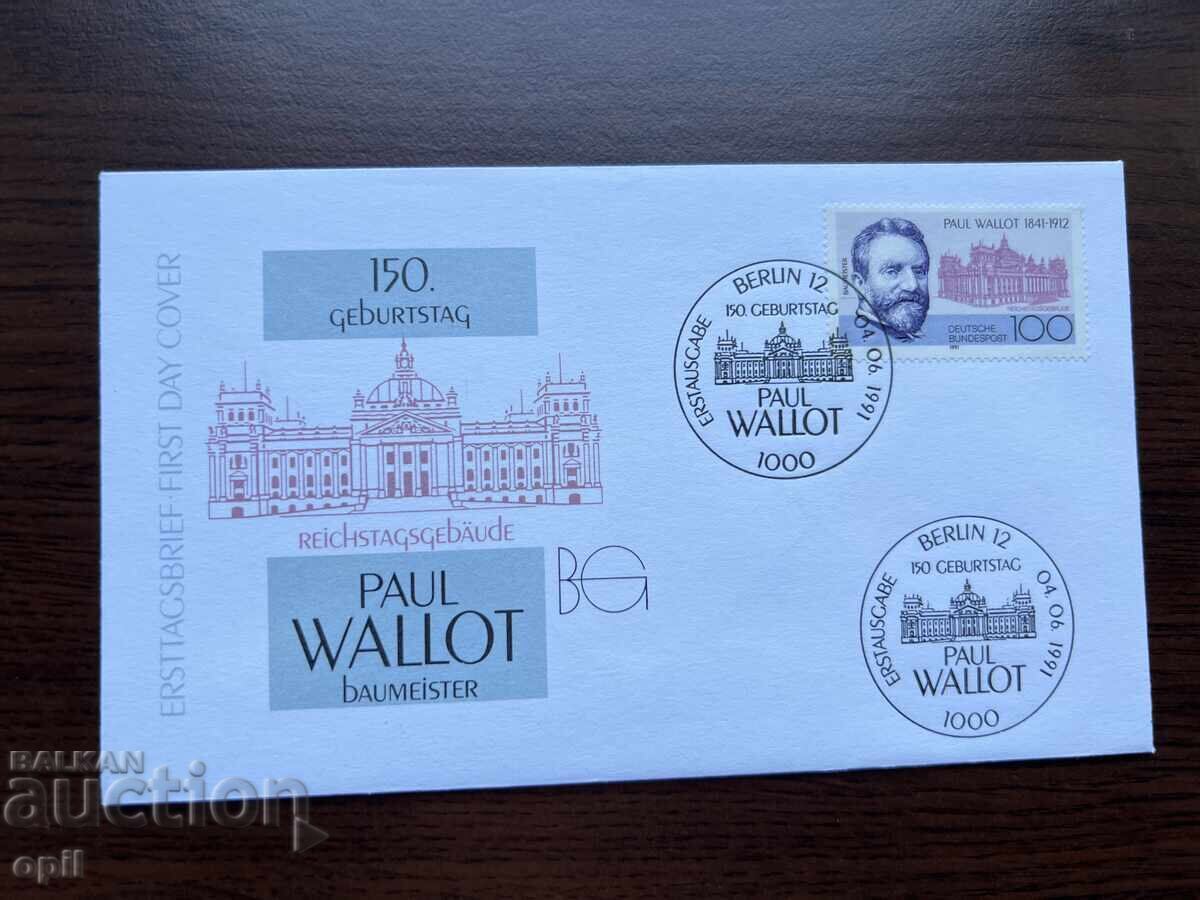 ERSTTAGSBRIEF · FIRST DAY COVER
150.
GEBURTSTAG
REICHSTAGSGEBÄUDE
PAUL
WALLOT
BAUMEISTER
BG
PAUL WALLOT 1841-1912
BAUMEISTER
REICHSTAGSGEBÄUDE
DEUTSCHE
BUNDESPOST
100
1991
BERLIN 12
150. GEBURTSTAG
ERSTAUSGABE
04.06.1991
PAUL
WALLOT
1000
BERLIN 12
150 GEBURTSTAG
ERSTAUSGABE
04.06.1991
PAUL
WALLOT
1000
BALKAN
auction
opil